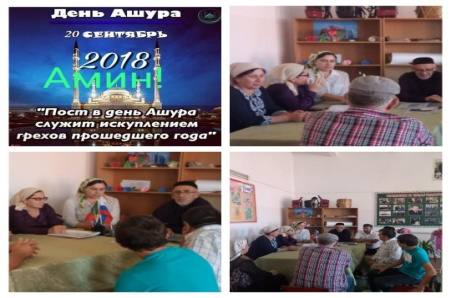 День Ашура
20 СЕНТЯБРЬ
2018
Амин!
"Пост в день Ашура
служит искуплением
грехов прошедшего года"